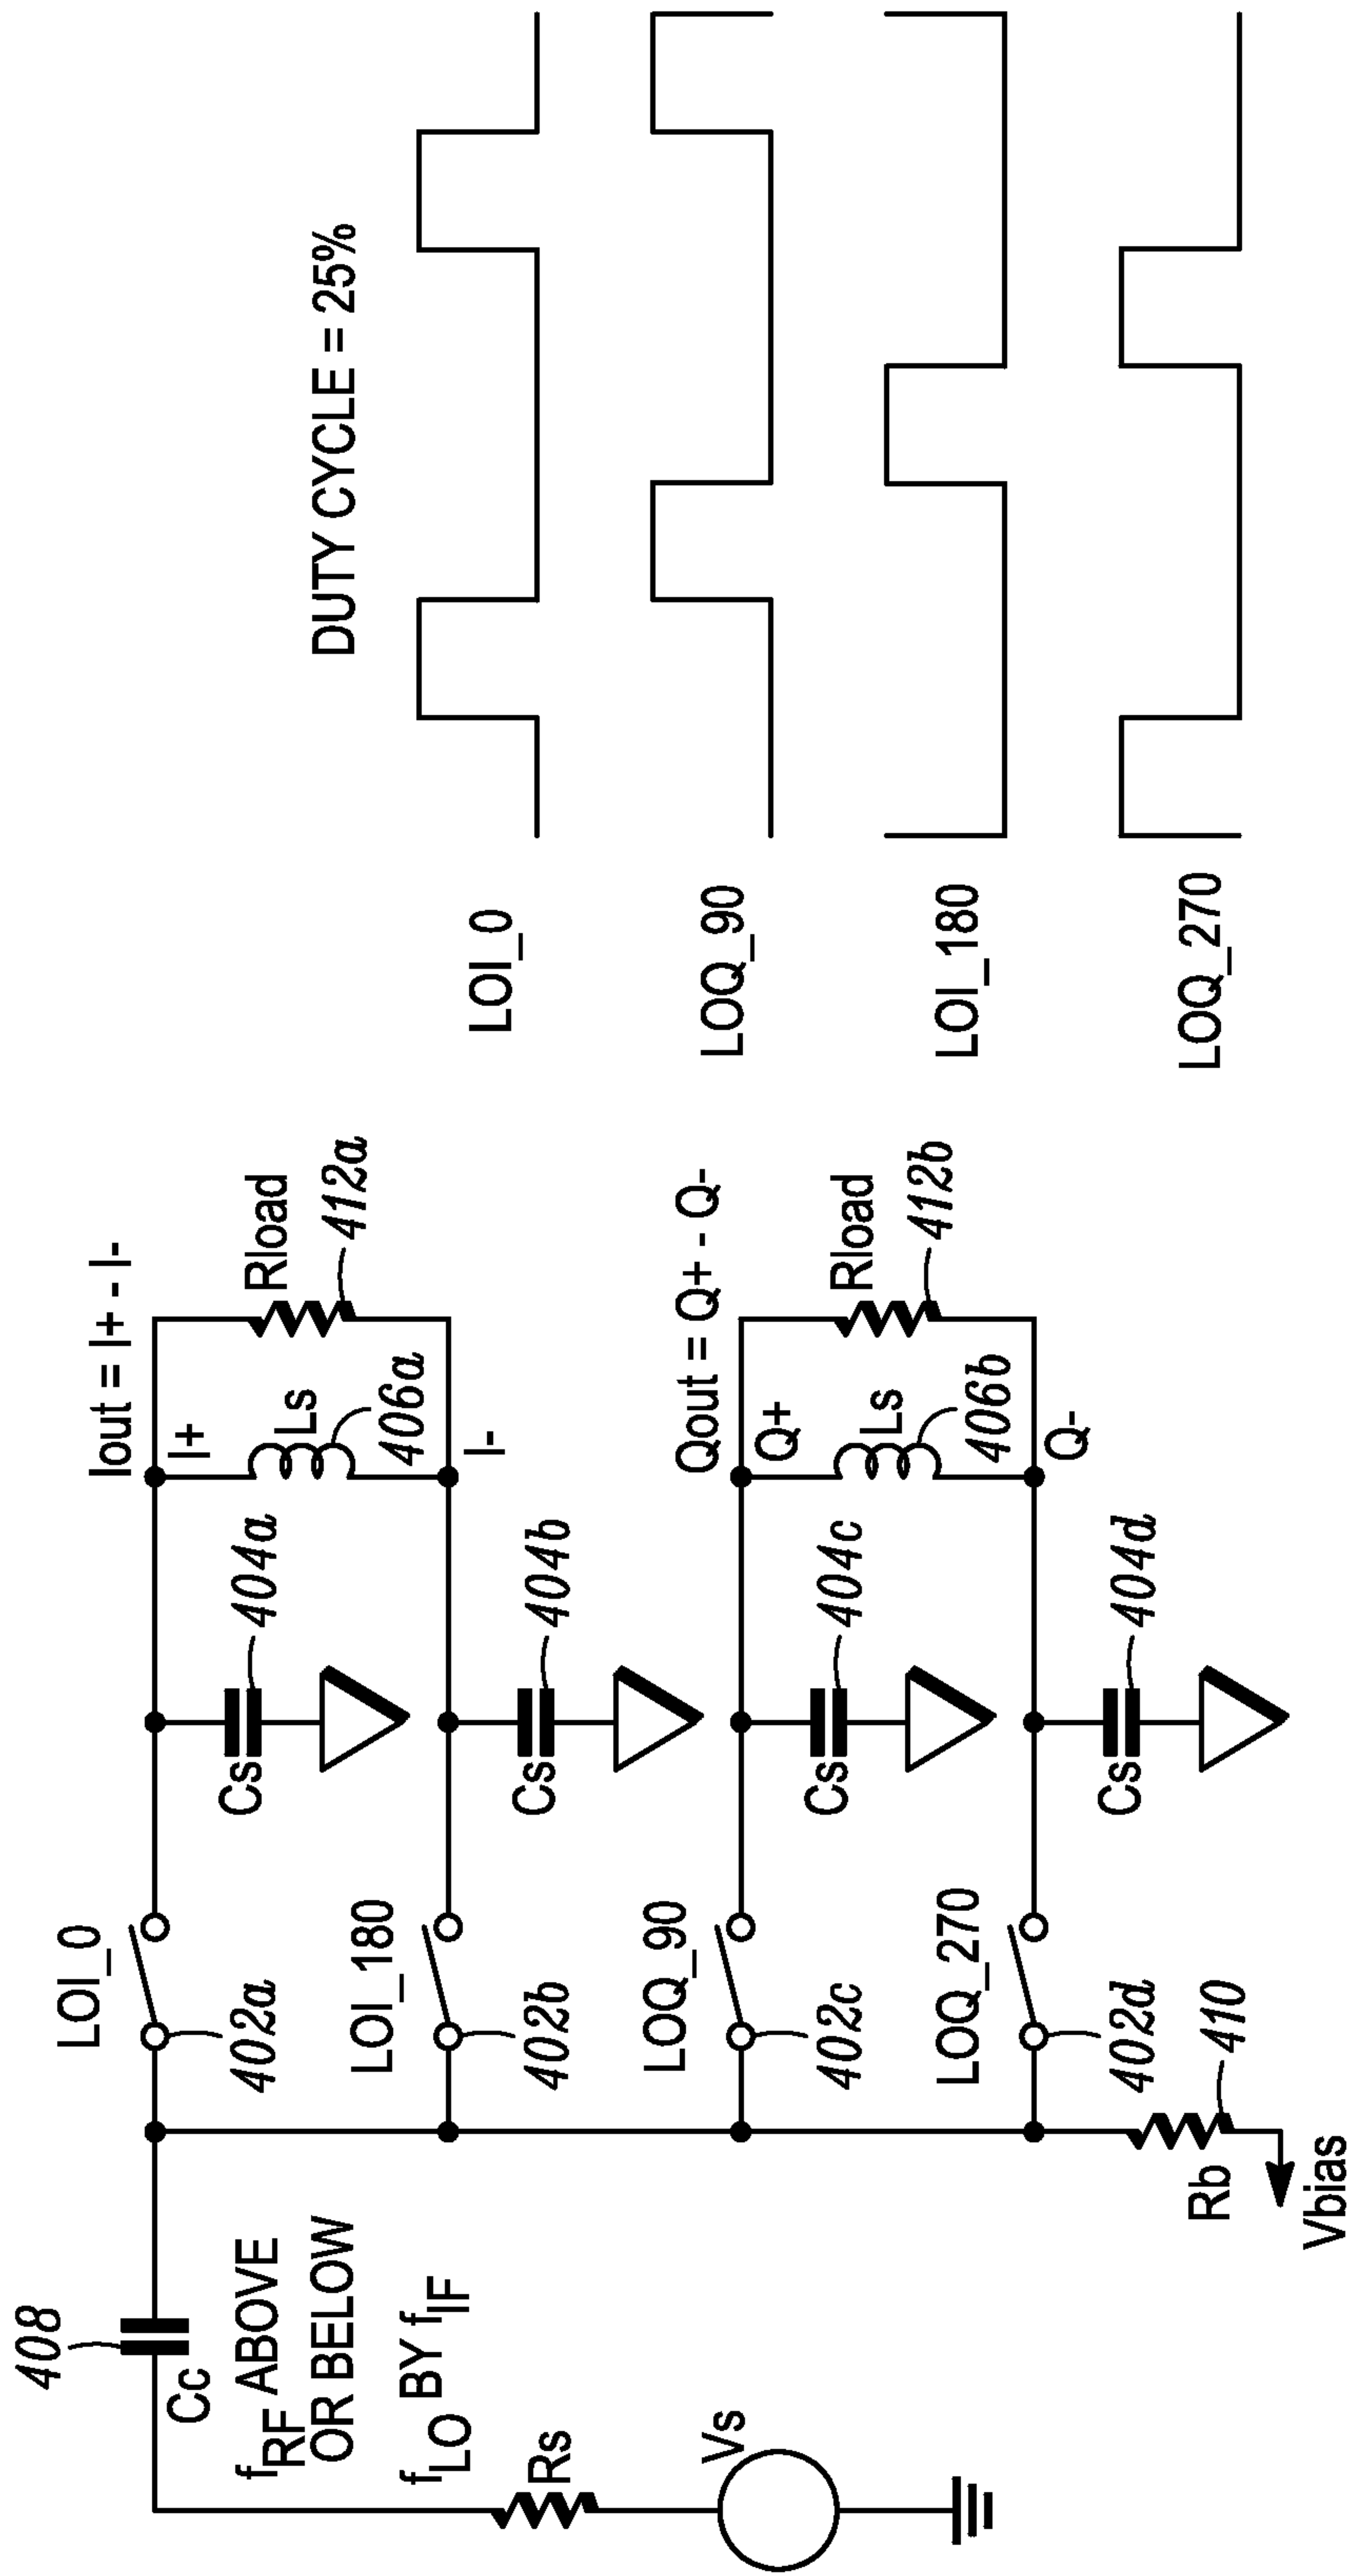 408
Cc
fRF ABOVE
OR BELOW
fLO BY fIF
Rs
Vs
LOI_0
402a
LOI_180
402b
LOQ_90
402c
LOQ_270
402d
410
Rb
Vbias
Cs
404a
Cs
404b
Cs
404c
Cs
404d
Iout = I+ - I-
I+
Ls
406a
I-
Rload
412a
Qout = Q+ - Q-
Q+
Ls
406b
Q-
Rload
412b
DUTY CYCLE = 25%
LOI_0
LOQ_90
LOI_180
LOQ_270